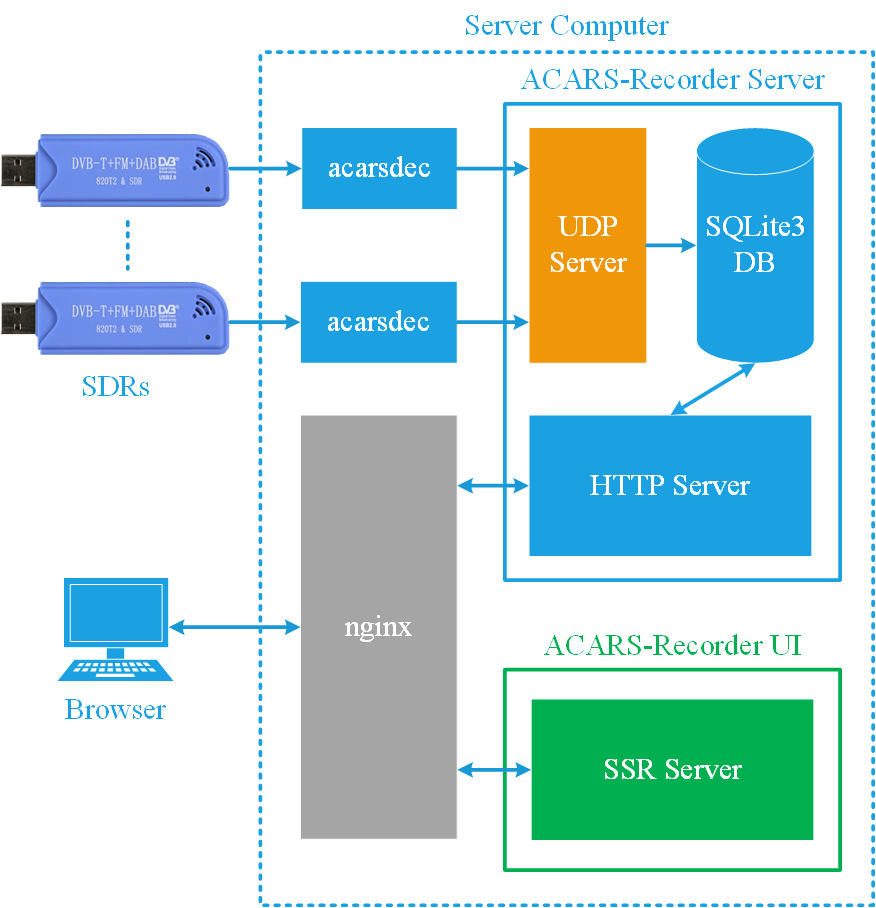 Server Computer
ACARS-Recorder Server
DVB-T+FM+DAB
DVB
USB2.0
820T2 & SDR
acarsdec
UDP
Server
SQLite3
DB
DVB-T+FM+DAB
DVB
USB2.0
820T2 & SDR
acarsdec
SDRs
HTTP Server
nginx
Browser
ACARS-Recorder UI
SSR Server